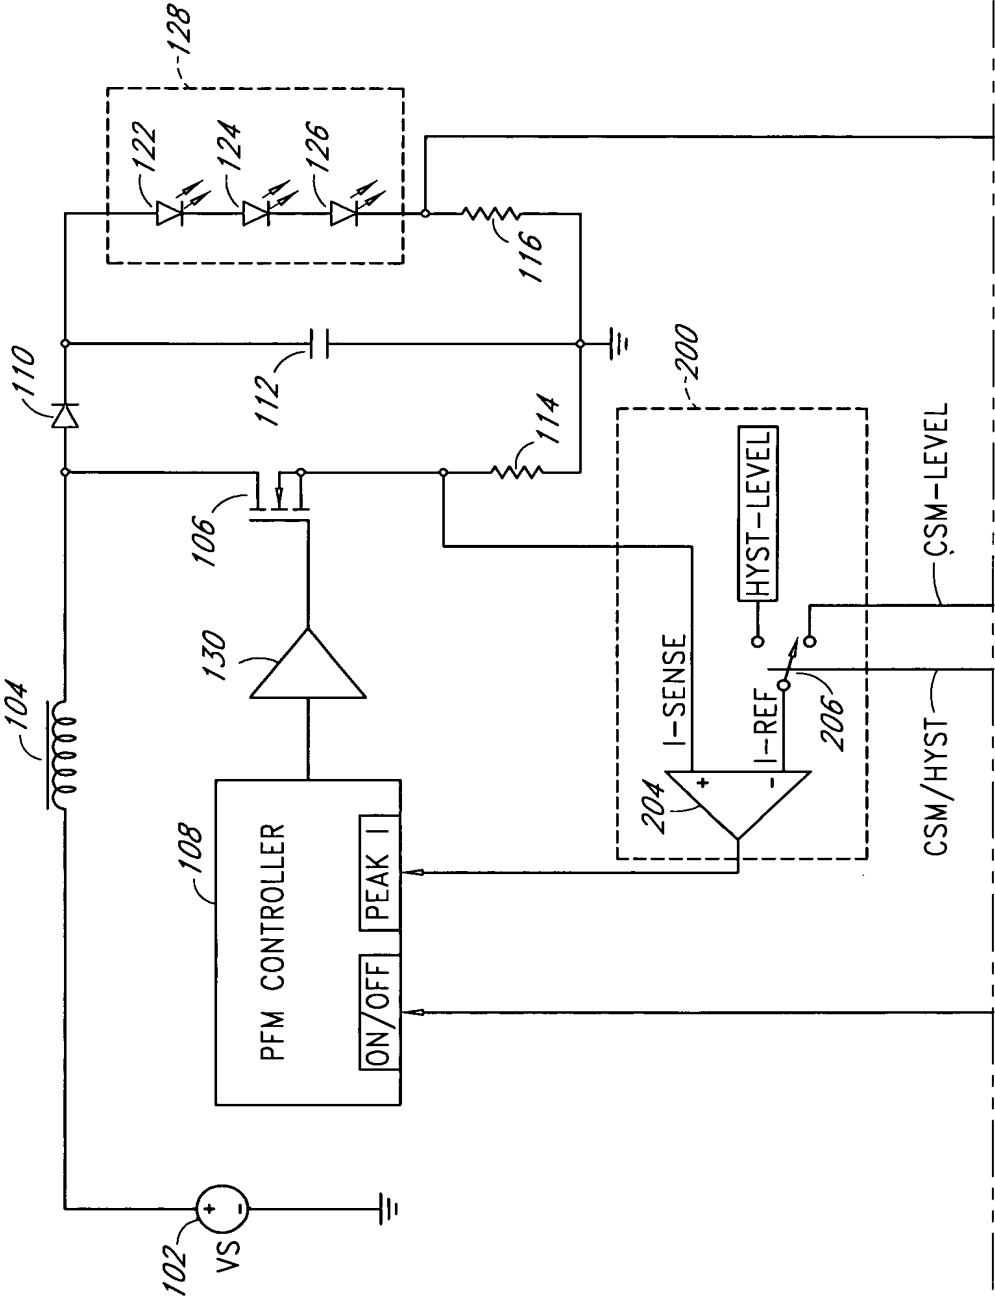 104
110
128
122
124
126
106
112
116
114
130
108
PFM CONTROLLER
ON/OFF
PEAK I
102
VS
+
-
200
204
I-SENSE
+
I-REF
-
HYST-LEVEL
206
CSM/HYST
CSM-LEVEL